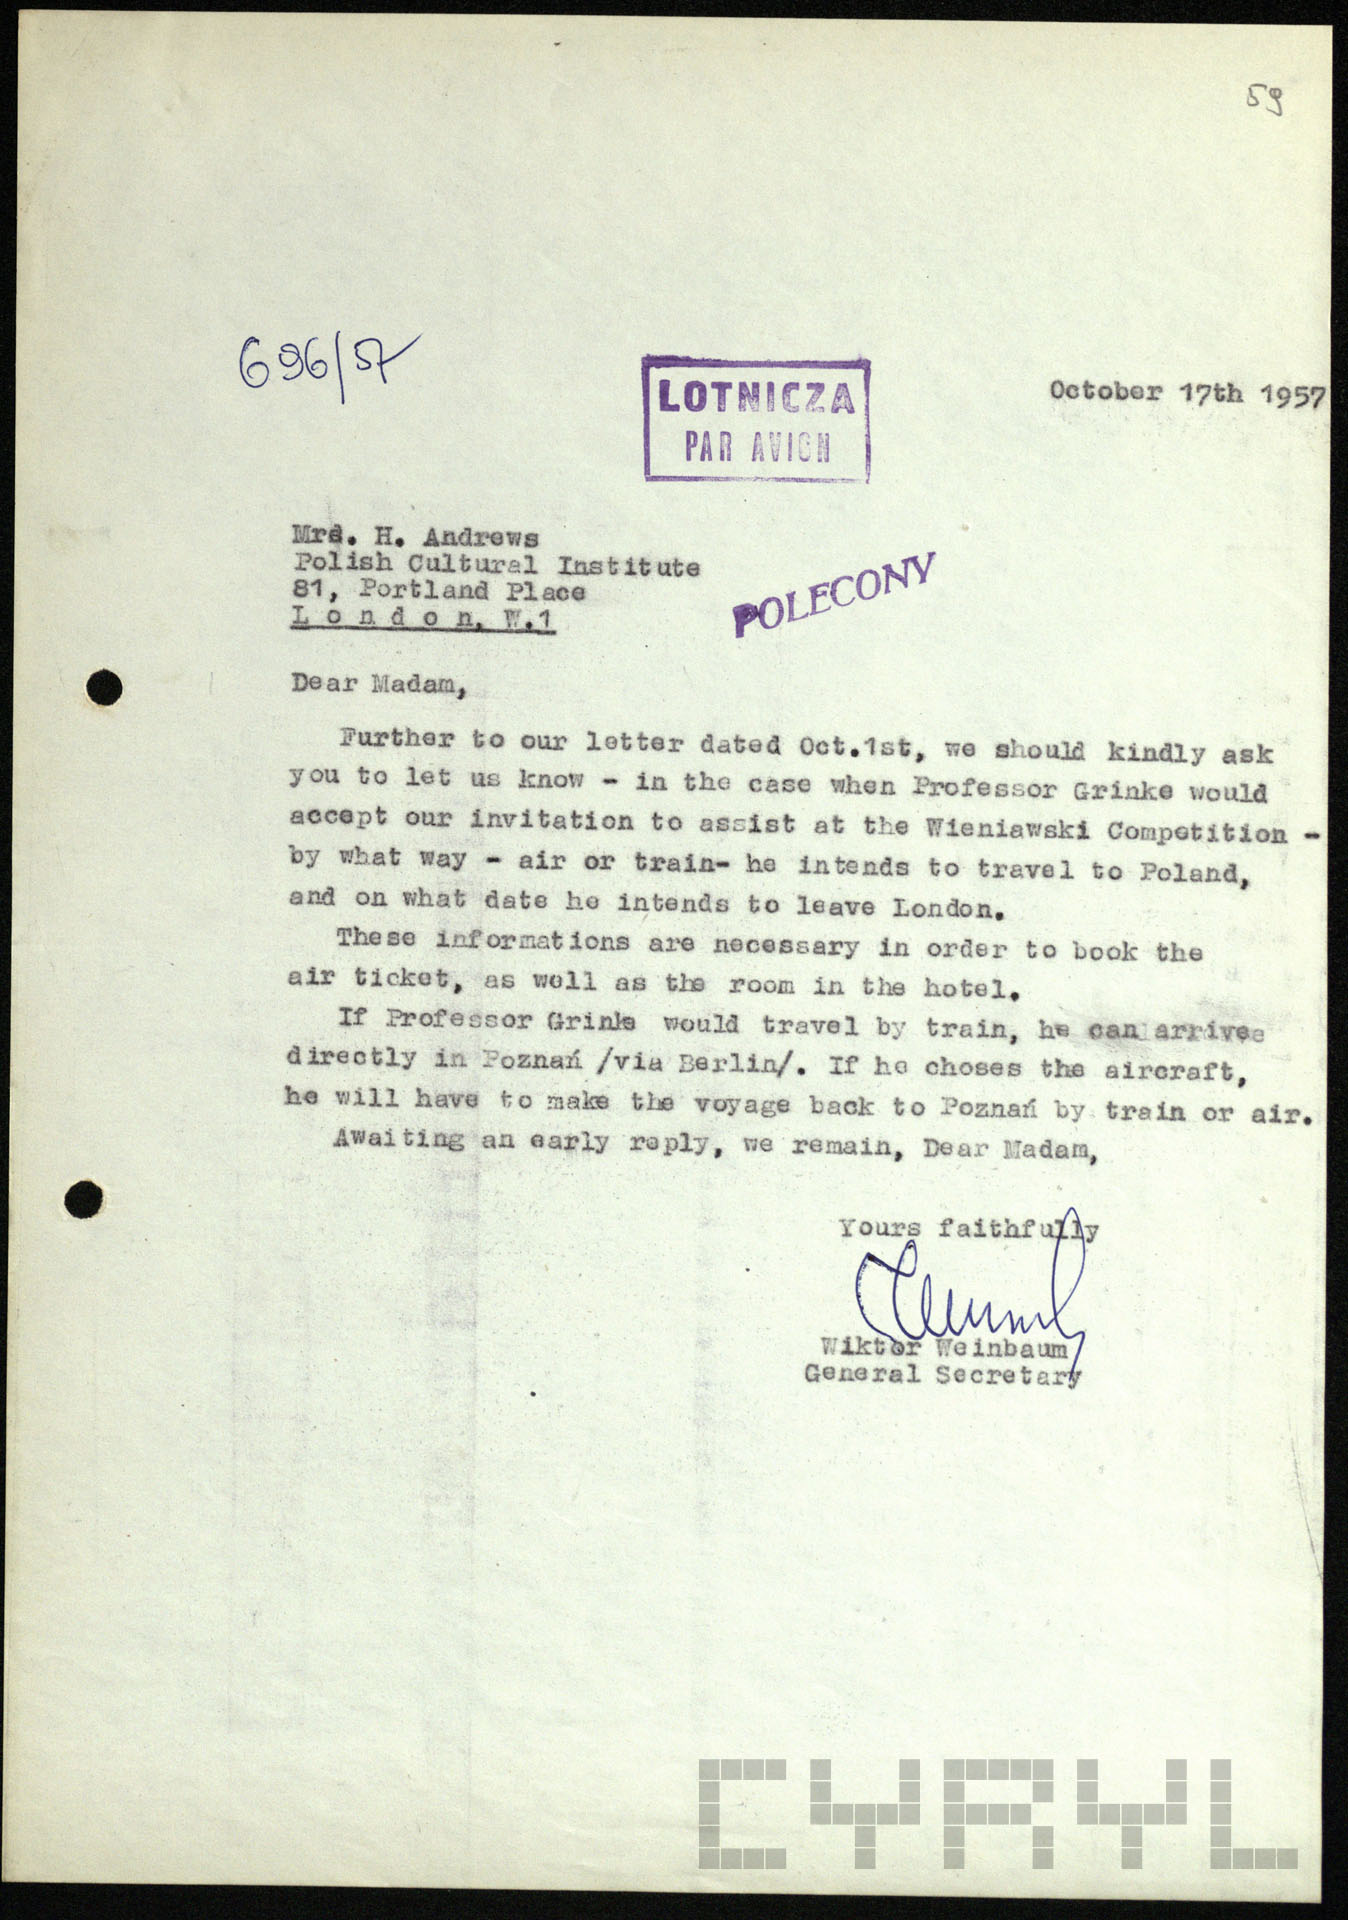 59
696/57
LOTNICZA
PAR AVION
October 17th 1957
Mrs. H. Andrews
Polish Cultural Institute
81, Portland Place
L o n d o n, W.1
POLECONY
Dear Madam,
Further to our letter dated Oct.1st, we should kindly ask
you to let us know - in the case when Professor Grinke would
accept our invitation to assist at the Wieniawski Competition -
by what way - air or train- he intends to travel to Poland,
and on what date he intends to leave London.
These informations are necessary in order to book the
air ticket, as well as the room in the hotel.
If Professor Grinke would travel by train, he can arrive
directly in Poznań /via Berlin/. If he choses the aircraft,
he will have to make the voyage back to Poznań by train or air.
Awaiting an early reply, we remain, Dear Madam,
Yours faithfully
Wiktor Weinbaum
General Secretary
CYRYL